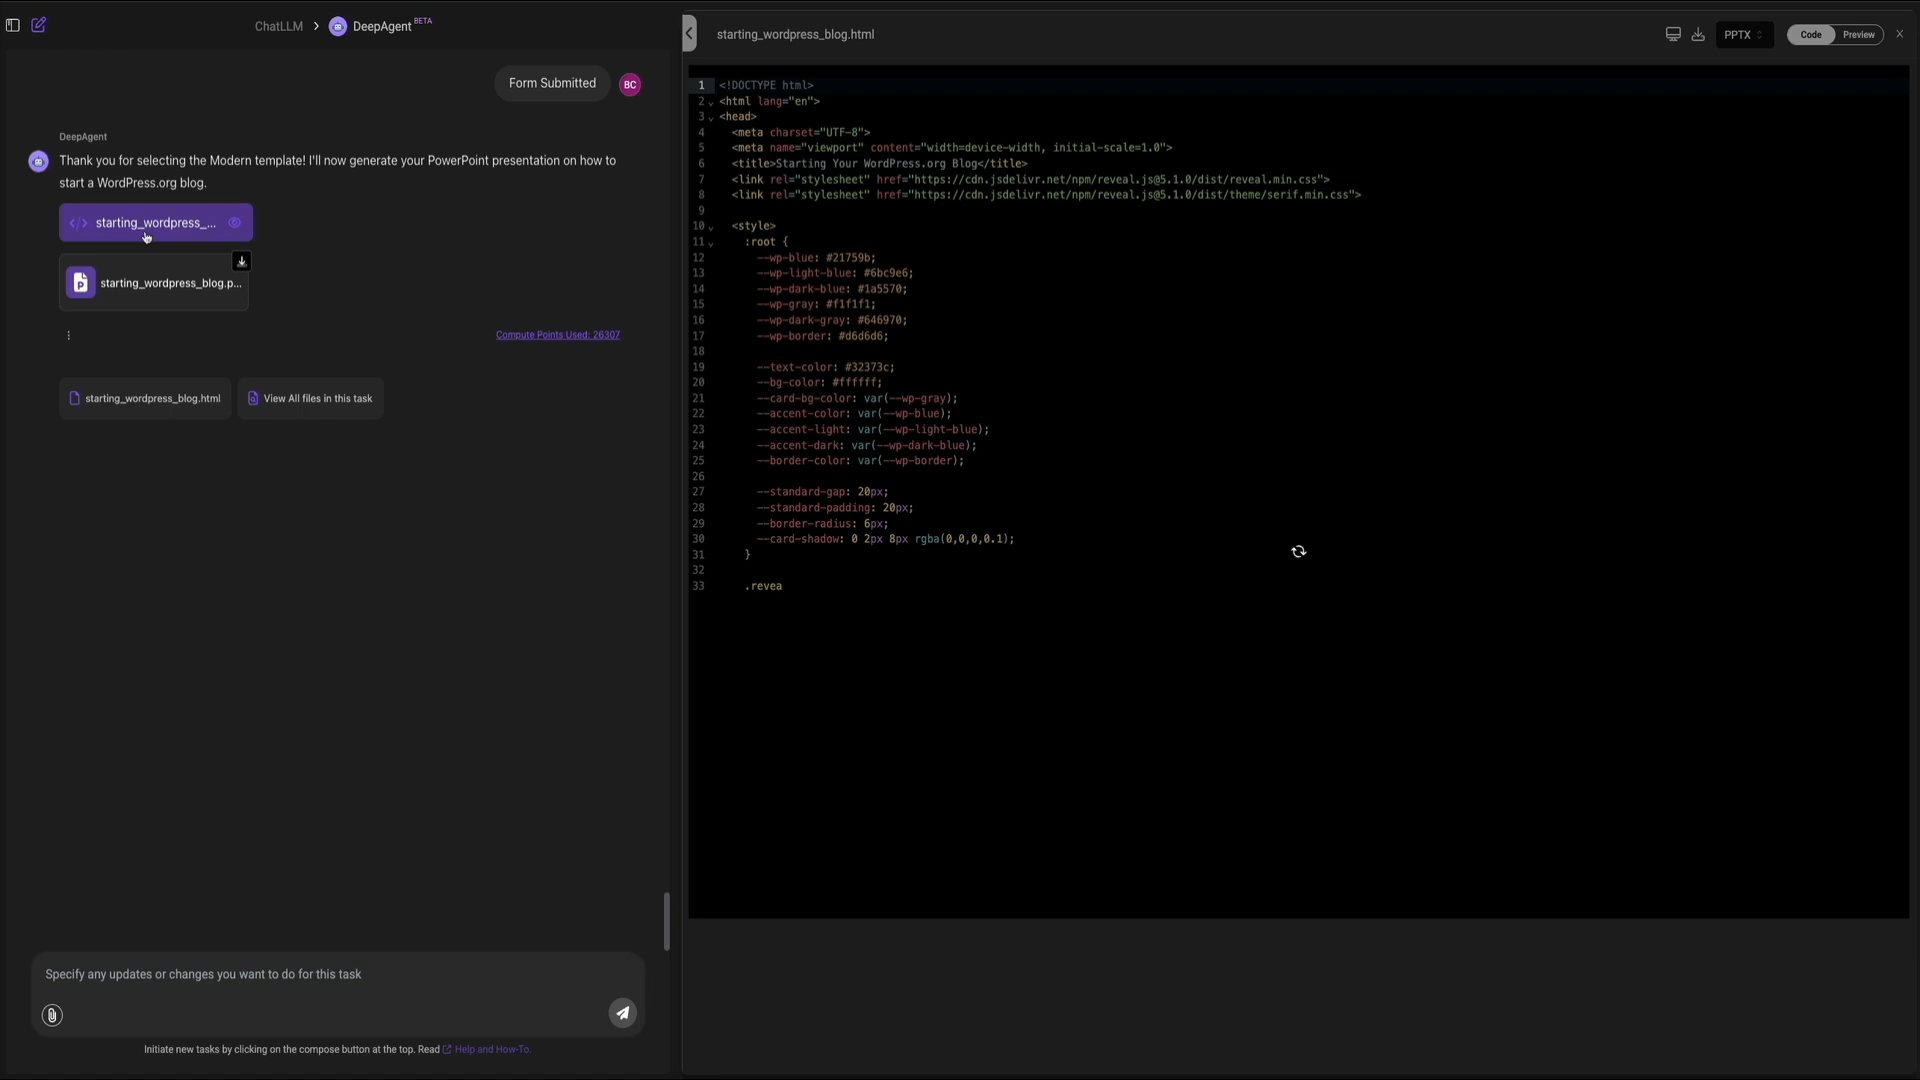 ChatLLM > DeepAgent BETA
Form Submitted
BC
DeepAgent
Thank you for selecting the Modern template! I'll now generate your PowerPoint presentation on how to
start a WordPress.org blog.
</> starting_wordpress_...
P starting_wordpress_blog.p...
Compute Points Used: 26307
starting_wordpress_blog.html
View All files in this task
Specify any updates or changes you want to do for this task
Initiate new tasks by clicking on the compose button at the top. Read Help and How-To.
starting_wordpress_blog.html
PPTX
Code
Preview
X
1 <!DOCTYPE html>
2 <html lang="en">
3 <head>
4 <meta charset="UTF-8">
5 <meta name="viewport" content="width=device-width, initial-scale=1.0">
6 <title>Starting Your WordPress.org Blog</title>
7 <link rel="stylesheet" href="https://cdn.jsdelivr.net/npm/reveal.js@5.1.0/dist/reveal.min.css">
8 <link rel="stylesheet" href="https://cdn.jsdelivr.net/npm/reveal.js@5.1.0/dist/theme/serif.min.css">
9
10 <style>
11 :root {
12 --wp-blue: #21759b;
13 --wp-light-blue: #6bc9e6;
14 --wp-dark-blue: #1a5570;
15 --wp-gray: #f1f1f1;
16 --wp-dark-gray: #646970;
17 --wp-border: #d6d6d6;
18
19 --text-color: #32373c;
20 --bg-color: #ffffff;
21 --card-bg-color: var(--wp-gray);
22 --accent-color: var(--wp-blue);
23 --accent-light: var(--wp-light-blue);
24 --accent-dark: var(--wp-dark-blue);
25 --border-color: var(--wp-border);
26
27 --standard-gap: 20px;
28 --standard-padding: 20px;
29 --border-radius: 6px;
30 --card-shadow: 0 2px 8px rgba(0,0,0,0.1);
31 }
32
33 .revea